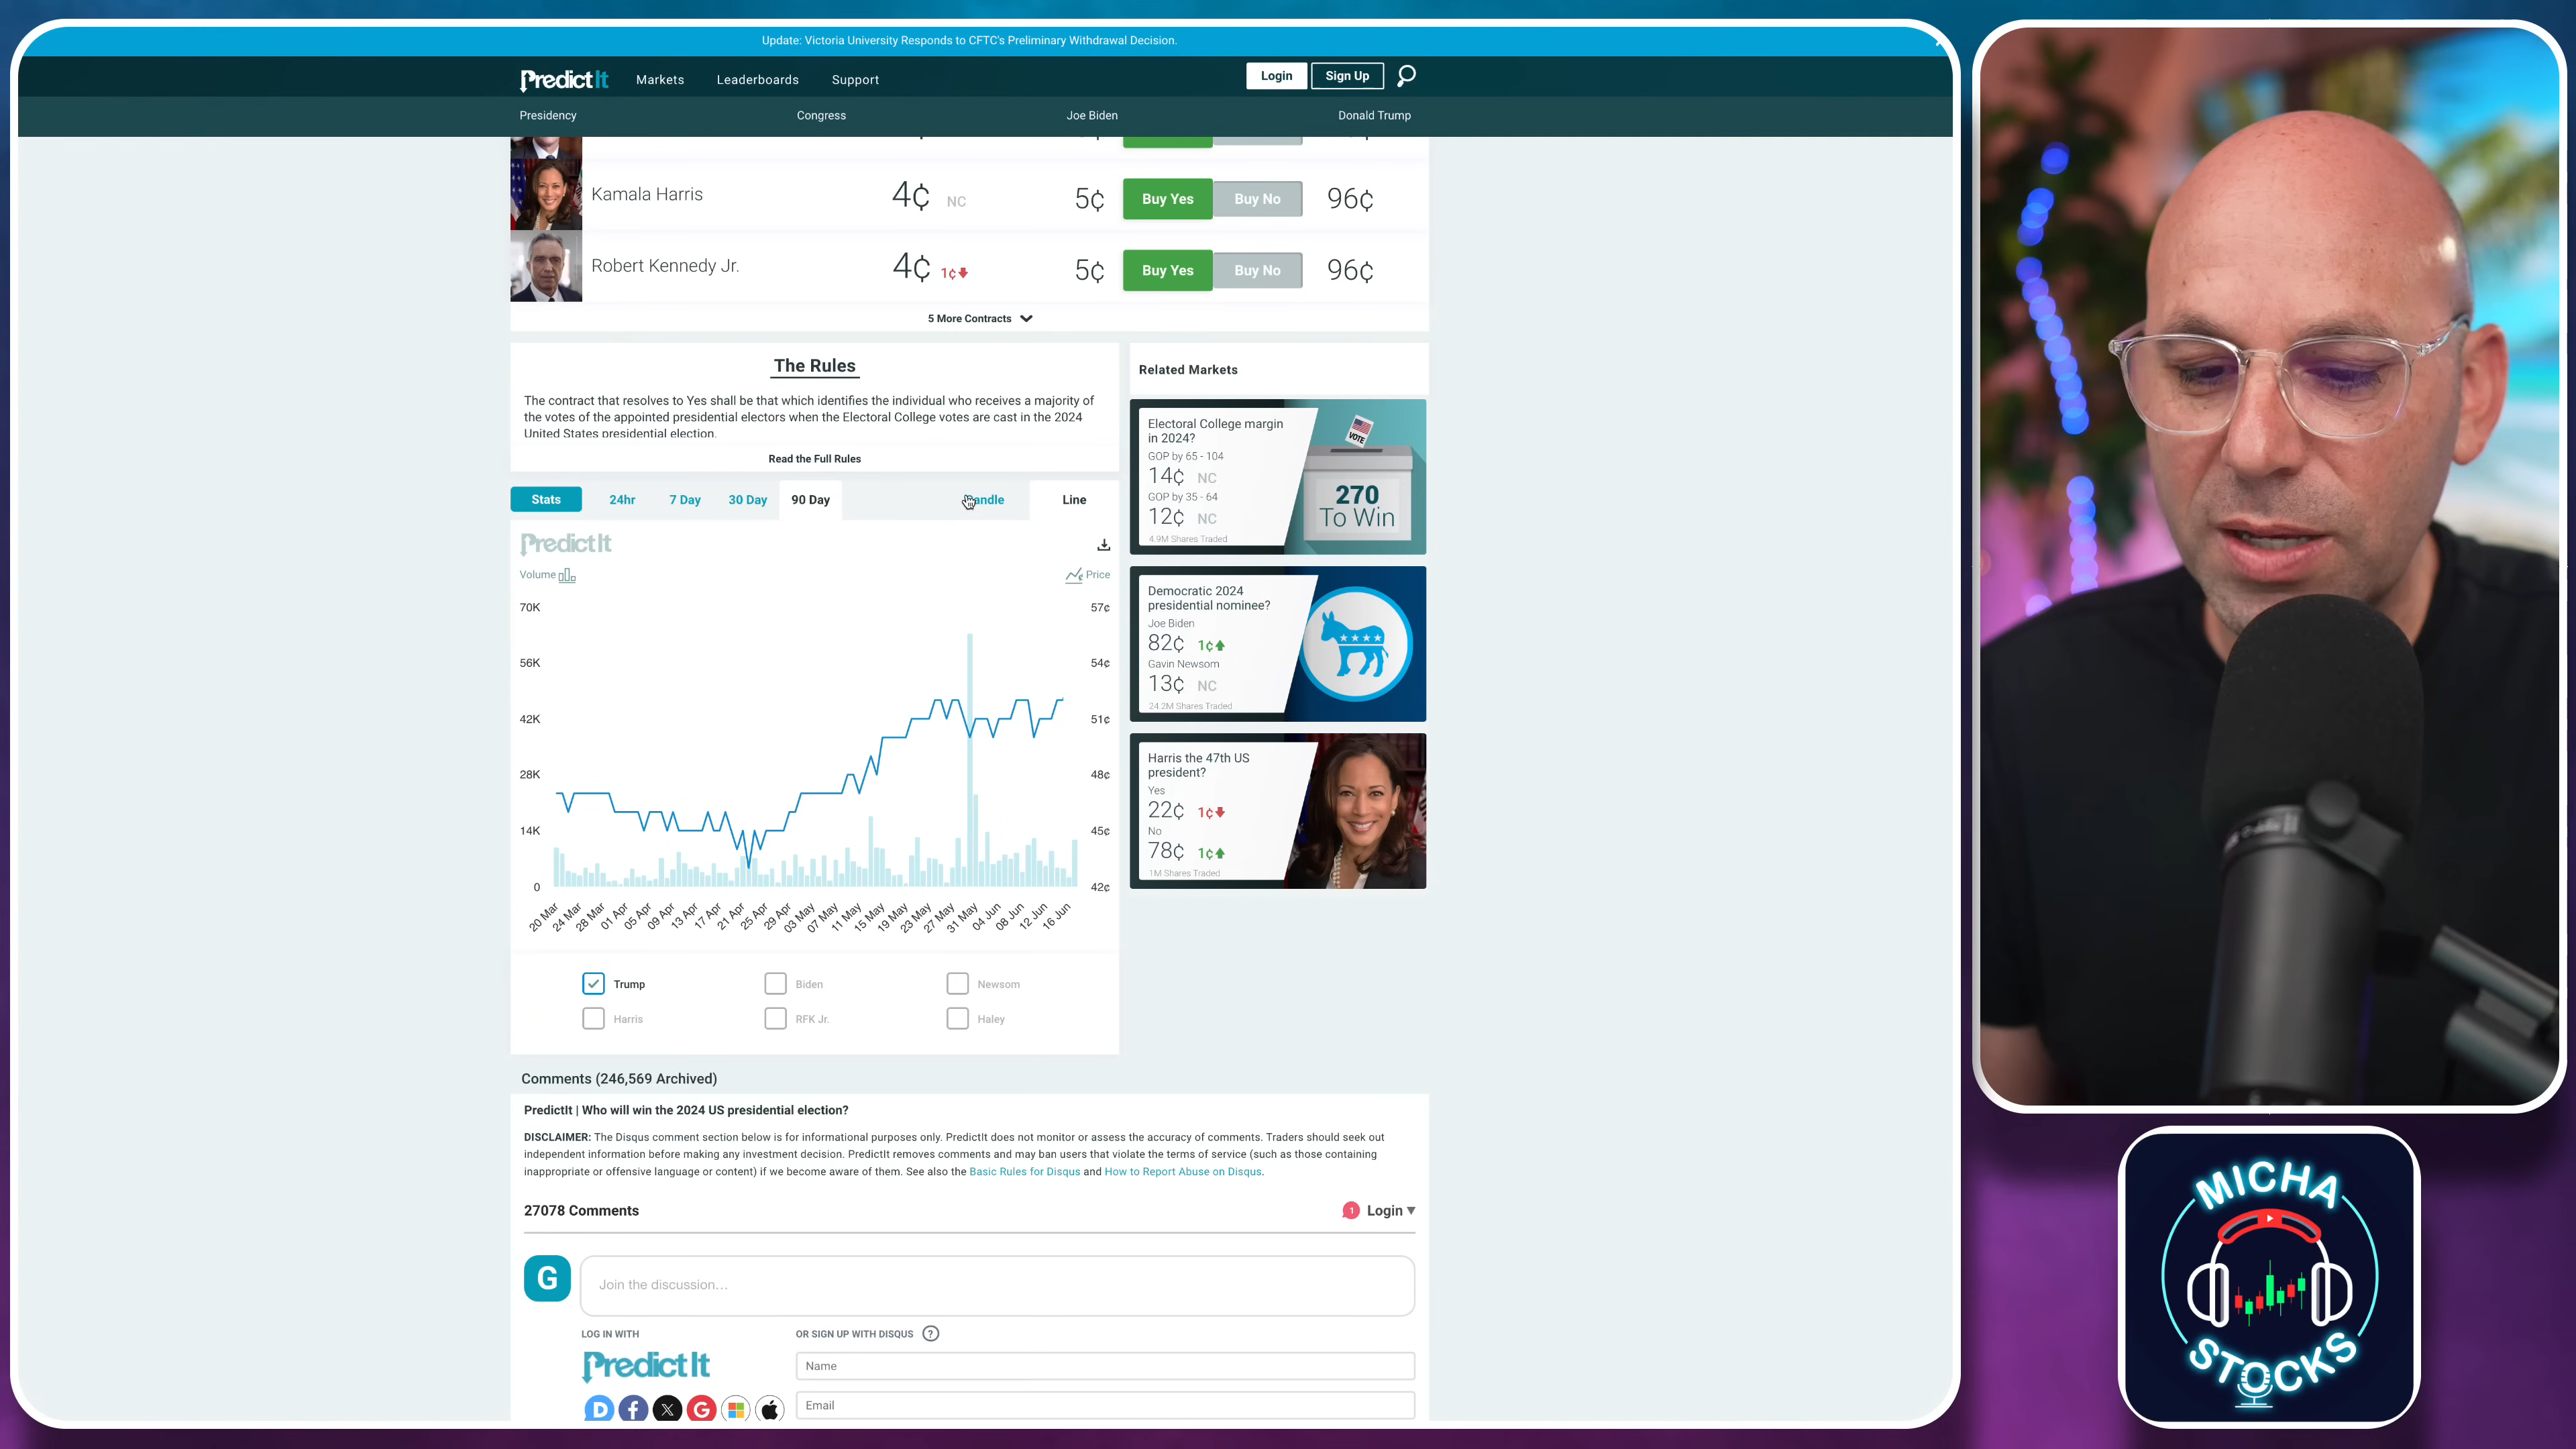 Update: Victoria University Responds to CFTC's Preliminary Withdrawal Decision.
PredictIt Markets Leaderboards Support Login Sign Up
Presidency Congress Joe Biden Donald Trump
Kamala Harris 4¢ NC 5¢ Buy Yes Buy No 96¢
Robert Kennedy Jr. 4¢ 1¢ 5¢ Buy Yes Buy No 96¢
5 More Contracts
The Rules
The contract that resolves to Yes shall be that which identifies the individual who receives a majority of
the votes of the appointed presidential electors when the Electoral College votes are cast in the 2024
United States presidential election.
Read the Full Rules
Stats 24hr 7 Day 30 Day 90 Day andle Line
PredictIt
Volume Price
70K 57¢
56K 54¢
42K 51¢
28K 48¢
14K 45¢
0 42¢
20 Mar 24 Mar 28 Mar 01 Apr 05 Apr 09 Apr 13 Apr 17 Apr 21 Apr 25 Apr 29 Apr 03 May 07 May 11 May 15 May 19 May 23 May 27 May 31 May 04 Jun 08 Jun 12 Jun 16 Jun
Trump Biden Newsom
Harris RFK Jr. Haley
Related Markets
Electoral College margin
in 2024?
GOP by 65 - 104
14¢ NC
GOP by 35 - 64
12¢ NC
4.9M Shares Traded
VOTE
270
To Win
Democratic 2024
presidential nominee?
Joe Biden
82¢ 1¢
Gavin Newsom
13¢ NC
24.2M Shares Traded
Harris the 47th US
president?
Yes
22¢ 1¢
No
78¢ 1¢
1M Shares Traded
Comments (246,569 Archived)
PredictIt | Who will win the 2024 US presidential election?
DISCLAIMER: The Disqus comment section below is for informational purposes only. PredictIt does not monitor or assess the accuracy of comments. Traders should seek out
independent information before making any investment decision. PredictIt removes comments and may ban users that violate the terms of service (such as those containing
inappropriate or offensive language or content) if we become aware of them. See also the Basic Rules for Disqus and How to Report Abuse on Disqus.
27078 Comments 1 Login
G Join the discussion...
LOG IN WITH OR SIGN UP WITH DISQUS ?
PredictIt Name
D f X G Email
MICHA
STOCKS